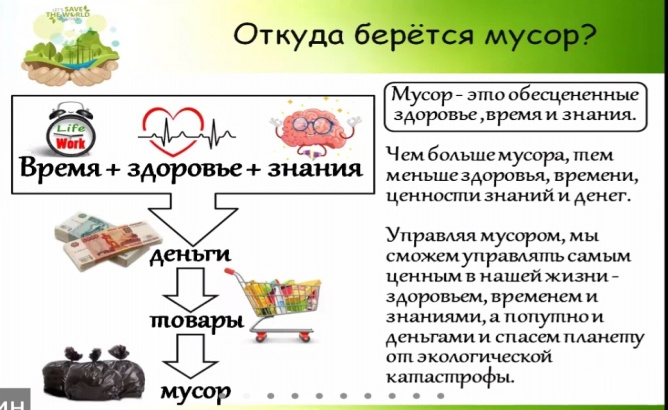 SAVE
THE WORLD
Откуда берётся мусор?
Life
Work
Время + здоровье + знания
деньги
товары
мусор
Мусор - это обесцененные
здоровье ,время и знания.
Чем больше мусора, тем
меньше здоровья, времени,
ценности знаний и денег.
Управляя мусором, мы
сможем управлять самым
ценным в нашей жизни -
здоровьем, временем и
знаниями, а попутно и
деньгами и спасем планету
от экологической
катастрофы.
ин